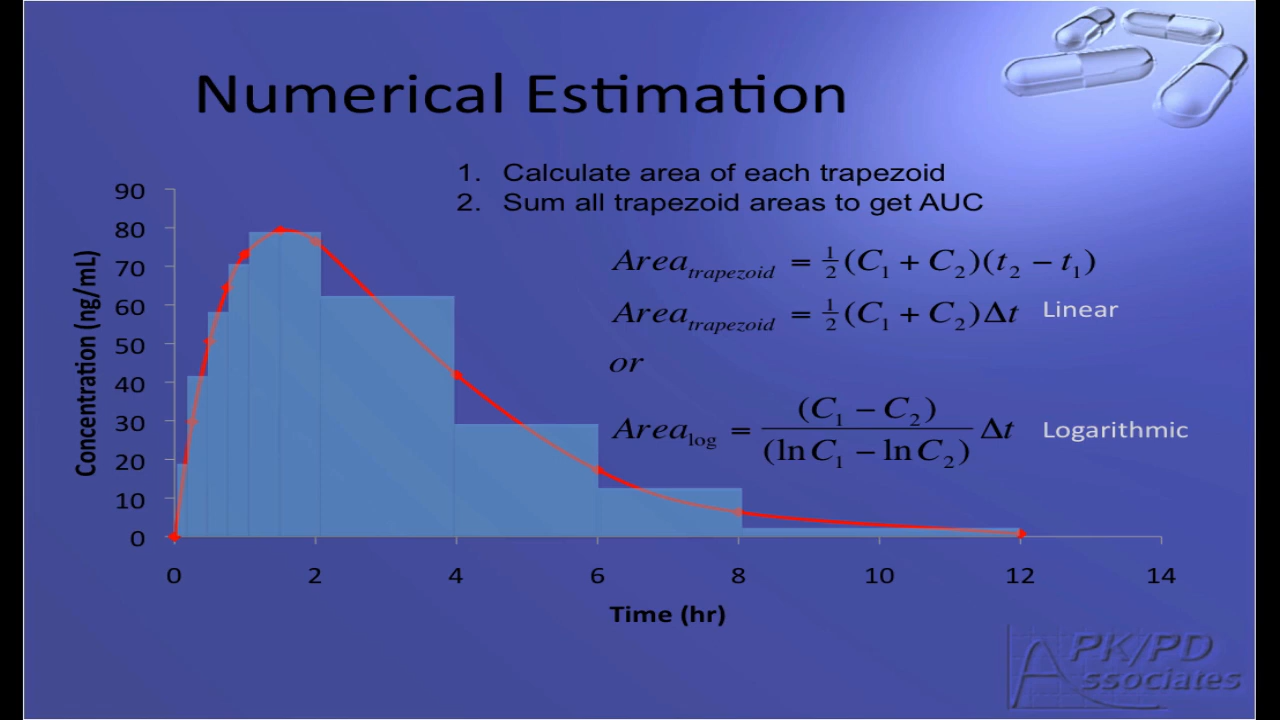 Numerical Estimation
1. Calculate area of each trapezoid
2. Sum all trapezoid areas to get AUC
Area_trapezoid = ½(C₁ + C₂)(t₂ − t₁)
Area_trapezoid = ½(C₁ + C₂)Δt Linear
or
Area_log = (C₁ − C₂) / (ln C₁ − ln C₂) Δt Logarithmic
Concentration (ng/mL)
90
80
70
60
50
40
30
20
10
0
0 2 4 6 8 10 12 14
Time (hr)
PK/PD
Associates